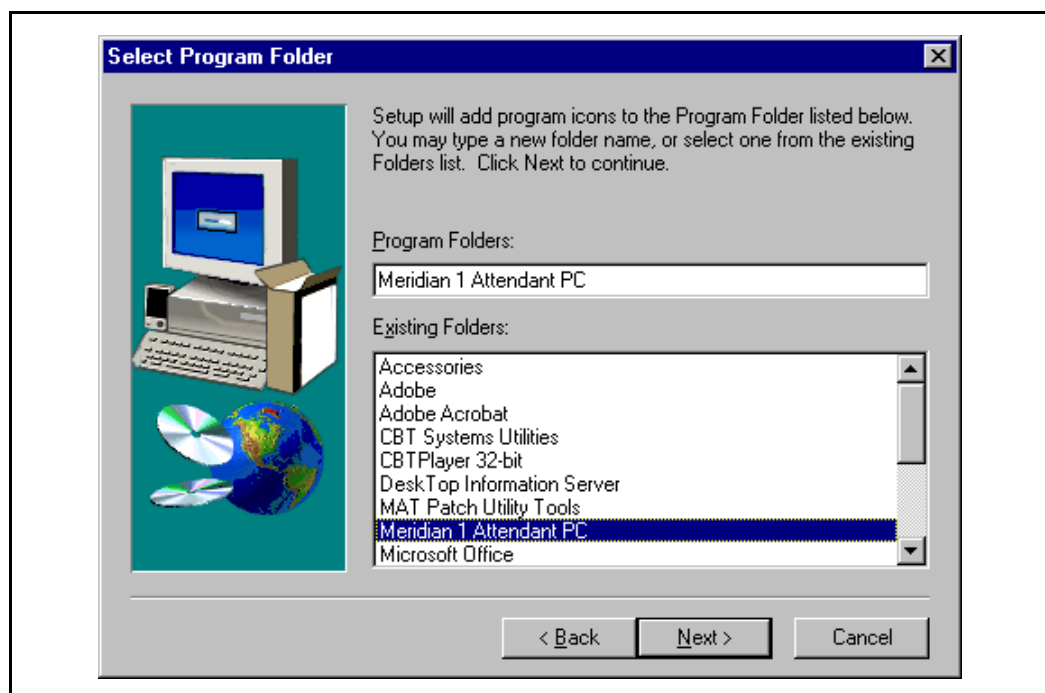 Select Program Folder
Setup will add program icons to the Program Folder listed below.
You may type a new folder name, or select one from the existing
Folders list.  Click Next to continue.
Program Folders:
Meridian 1 Attendant PC
Existing Folders:
Accessories
Adobe
Adobe Acrobat
CBT Systems Utilities
CBTPlayer 32-bit
DeskTop Information Server
MAT Patch Utility Tools
Meridian 1 Attendant PC
Microsoft Office
< Back
Next >
Cancel